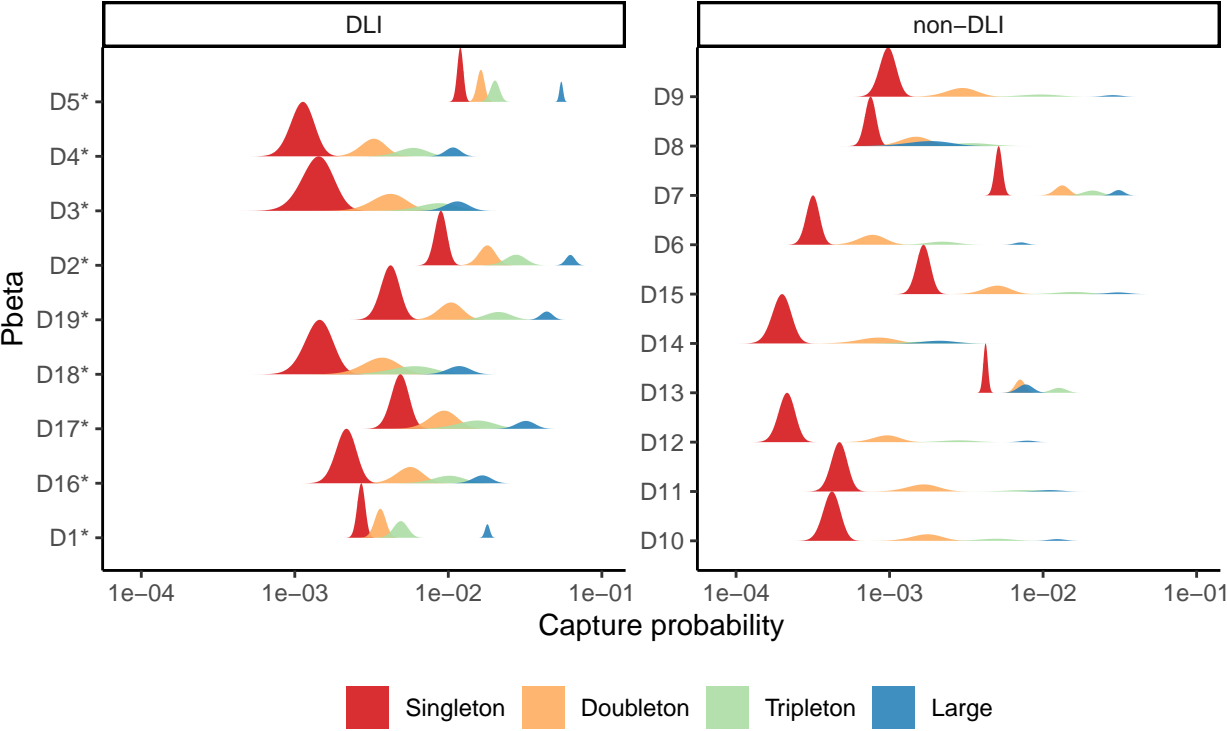 DLI
non−DLI
Pbeta
D5*
D4*
D3*
D2*
D19*
D18*
D17*
D16*
D1*
D9
D8
D7
D6
D15
D14
D13
D12
D11
D10
1e−04 1e−03 1e−02 1e−01
1e−04 1e−03 1e−02 1e−01
Capture probability
Singleton Doubleton Tripleton Large